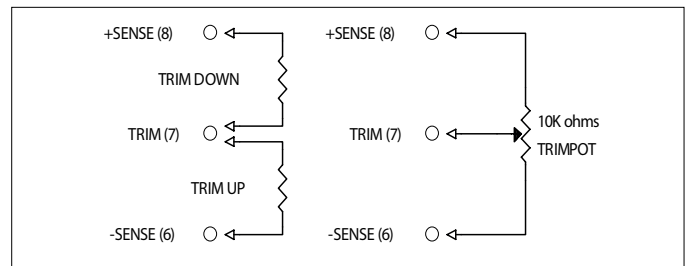 +SENSE (8)
TRIM DOWN
TRIM (7)
TRIM UP
-SENSE (6)
+SENSE (8)
TRIM (7)
10K ohms
TRIMPOT
-SENSE (6)